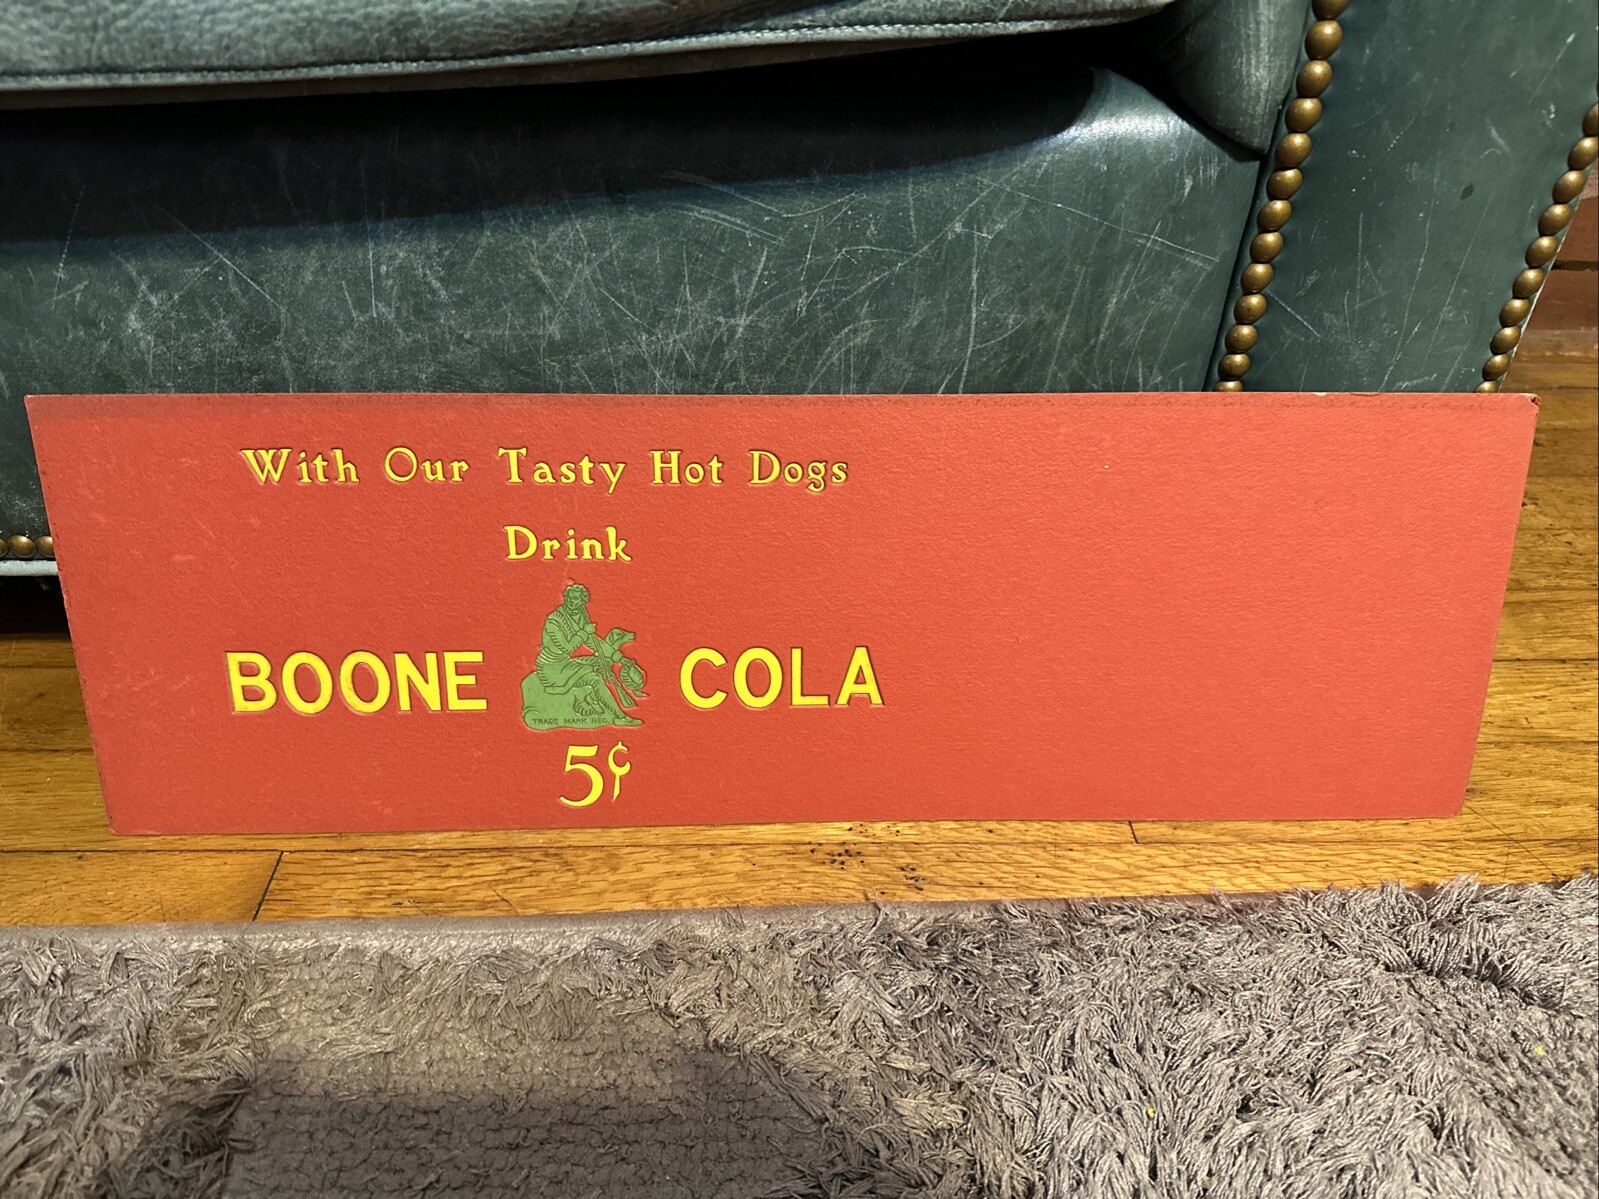 With Our Tasty Hot Dogs
Drink
BOONE COLA
TRADE MARK REG.
5¢